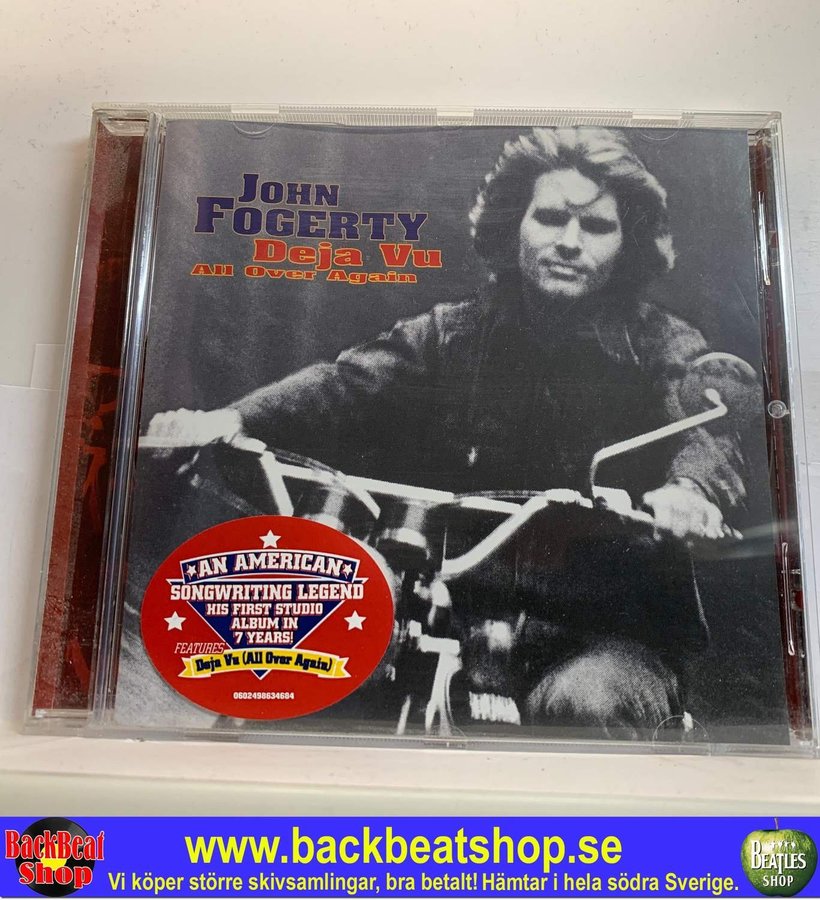 JOHN
FOGERTY
Deja Vu
All Over Again
AN AMERICAN
SONGWRITING LEGEND
HIS FIRST STUDIO
ALBUM IN
7 YEARS!
FEATURES
Deja Vu (All Over Again)
0602498634684
BackBeat
Shop
www.backbeatshop.se
Vi köper större skivsamlingar, bra betalt! Hämtar i hela södra Sverige.
BEATLES
SHOP